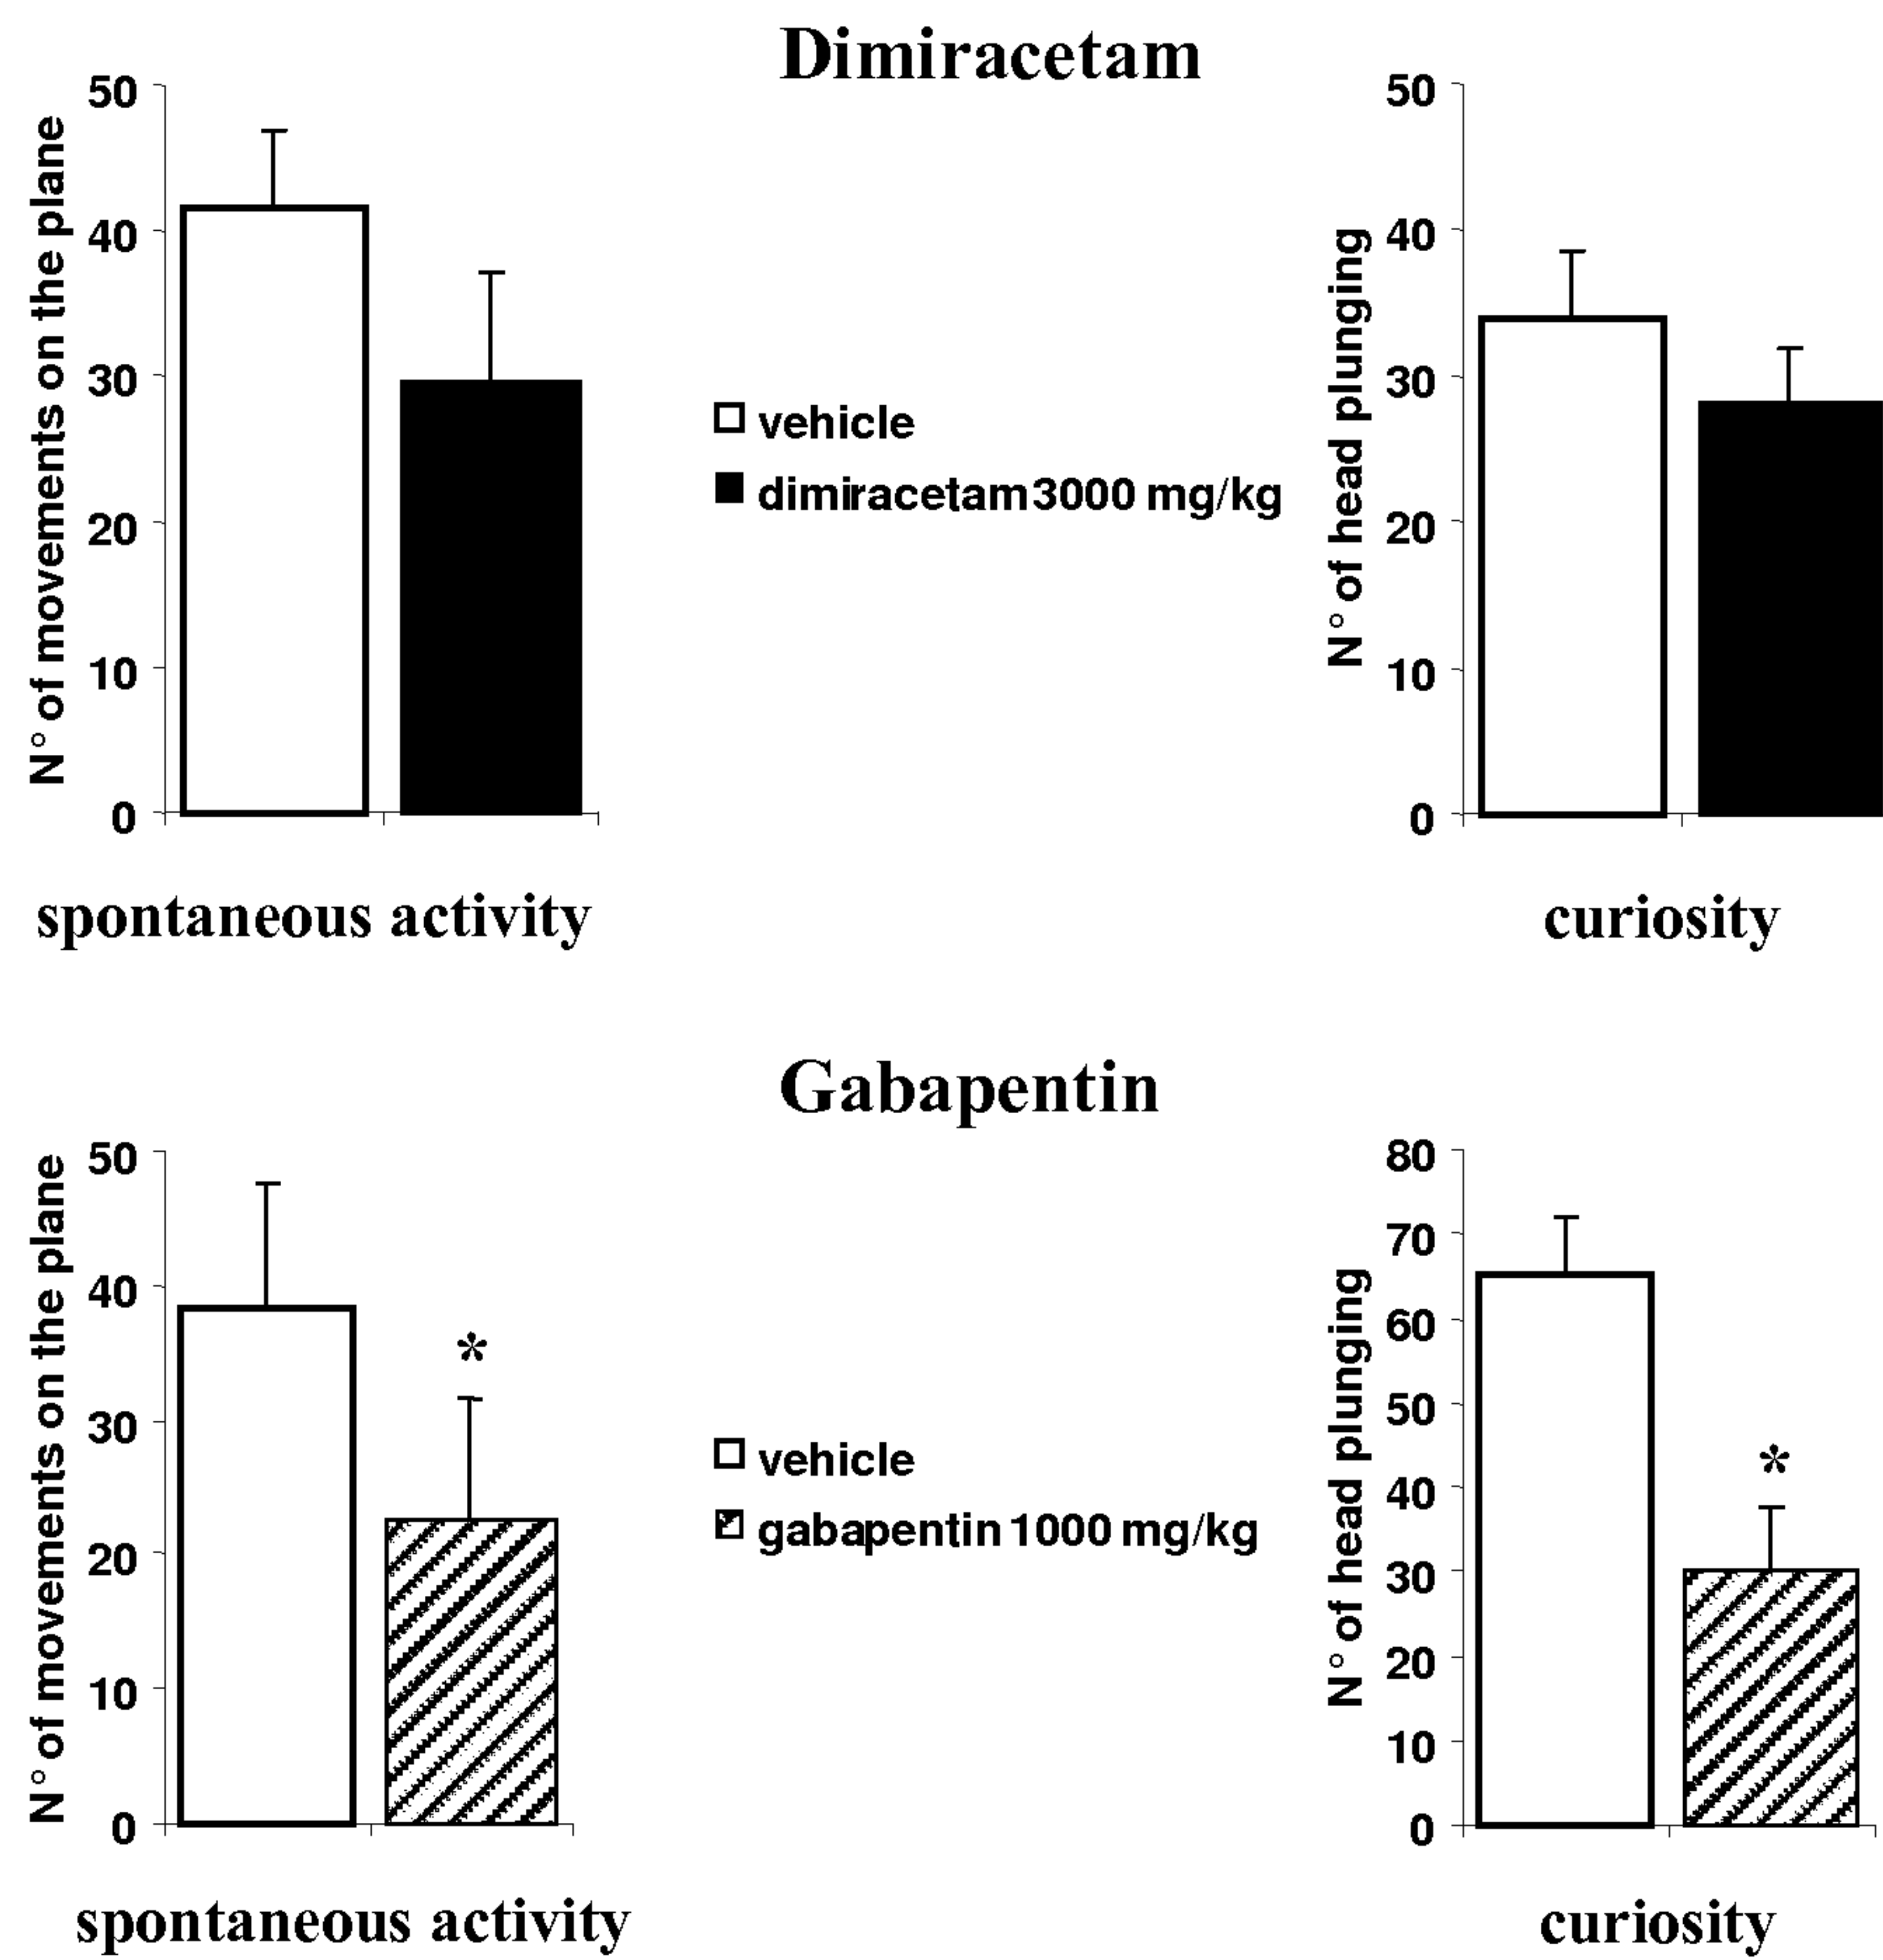 Dimiracetam
N° of movements on the plane
50
40
30
20
10
0
spontaneous activity
vehicle
dimiracetam 3000 mg/kg
N° of head plunging
50
40
30
20
10
0
curiosity
Gabapentin
N° of movements on the plane
50
40
30
20
10
0
*
spontaneous activity
vehicle
gabapentin 1000 mg/kg
N° of head plunging
80
70
60
50
40
30
20
10
0
*
curiosity